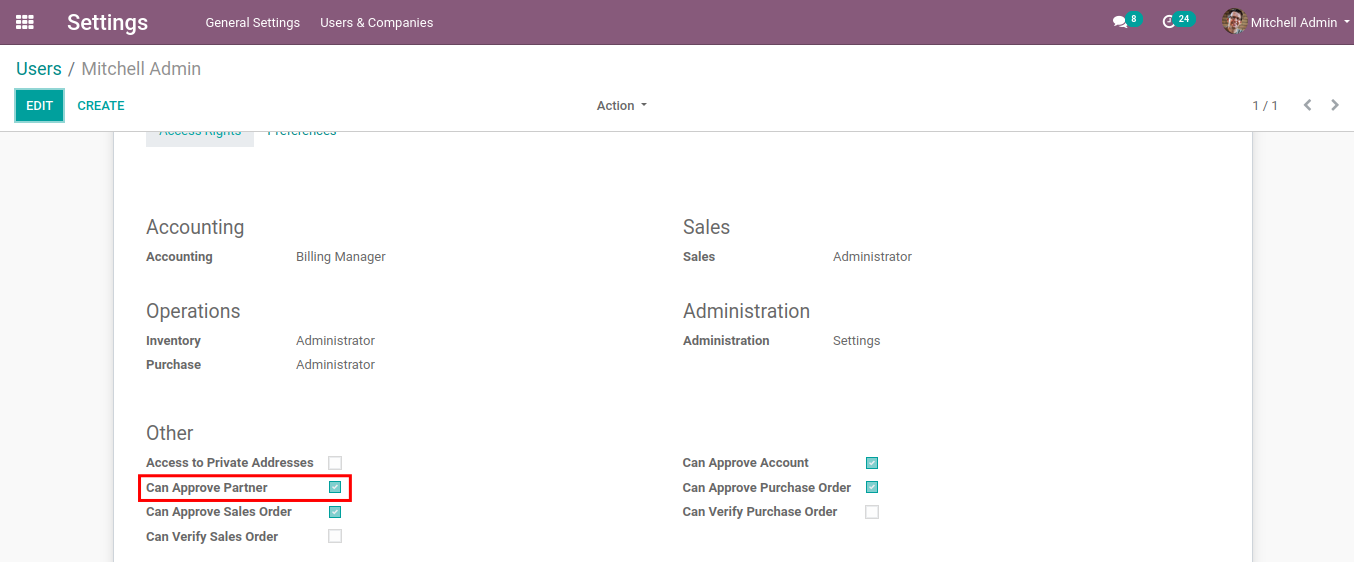 Settings General Settings Users & Companies 8 24 Mitchell Admin
Users / Mitchell Admin
EDIT CREATE Action 1 / 1
Access Rights Preferences
Accounting Sales
Accounting Billing Manager Sales Administrator
Operations Administration
Inventory Administrator Administration Settings
Purchase Administrator
Other
Access to Private Addresses Can Approve Account
Can Approve Partner Can Approve Purchase Order
Can Approve Sales Order Can Verify Purchase Order
Can Verify Sales Order